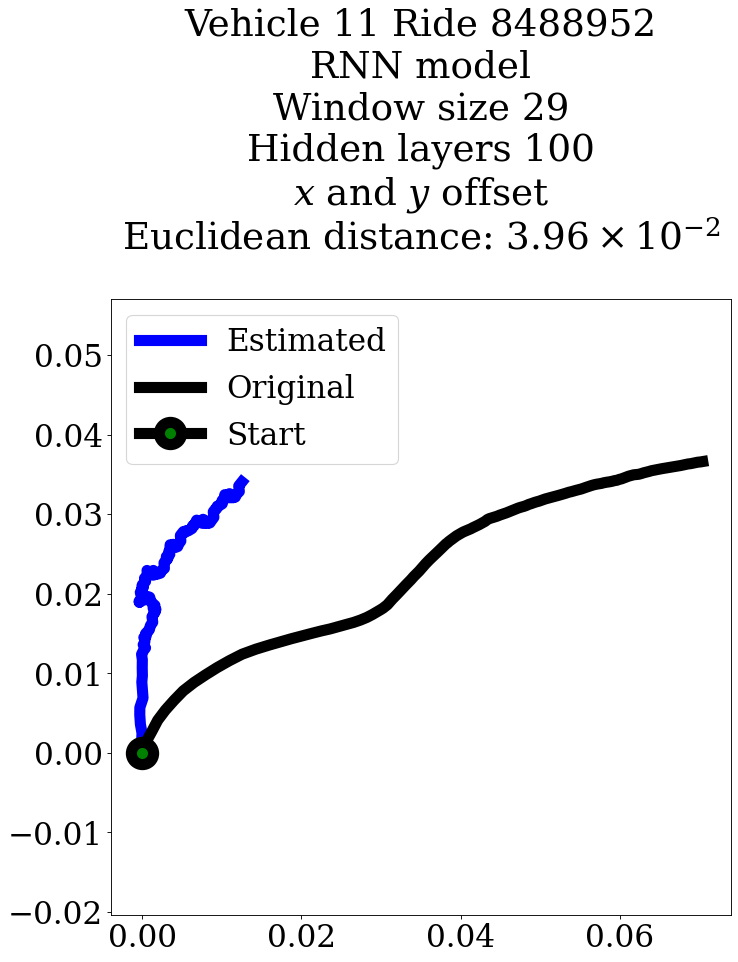 Vehicle 11 Ride 8488952
RNN model
Window size 29
Hidden layers 100
x and y offset
Euclidean distance: 3.96 × 10⁻²
Estimated
Original
Start
0.05
0.04
0.03
0.02
0.01
0.00
−0.01
−0.02
0.00 0.02 0.04 0.06